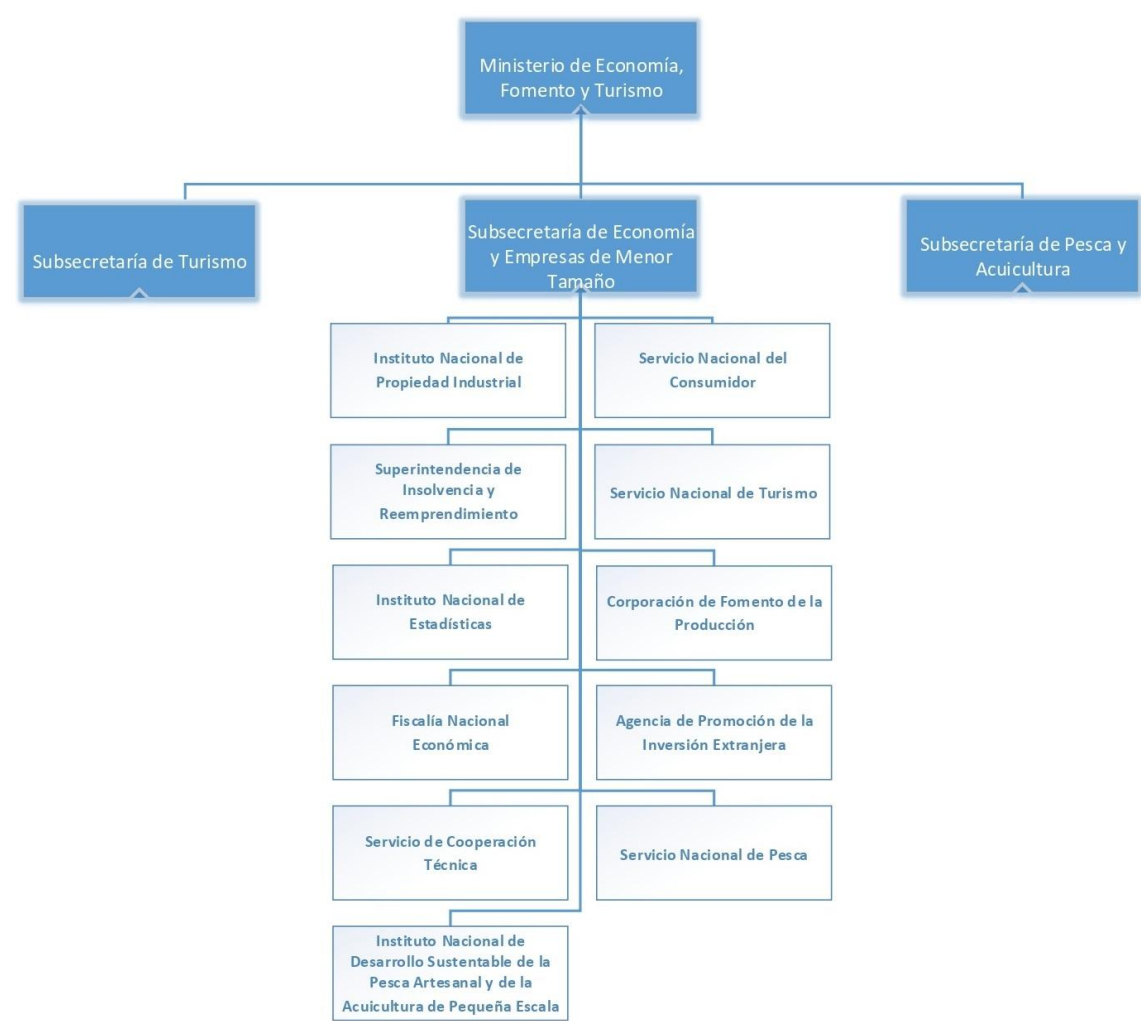 Ministerio de Economía,
Fomento y Turismo
Subsecretaría de Turismo
Subsecretaría de Economía
y Empresas de Menor
Tamaño
Subsecretaría de Pesca y
Acuicultura
Instituto Nacional de
Propiedad Industrial
Servicio Nacional del
Consumidor
Superintendencia de
Insolvencia y
Reemprendimiento
Servicio Nacional de Turismo
Instituto Nacional de
Estadísticas
Corporación de Fomento de la
Producción
Fiscalía Nacional
Económica
Agencia de Promoción de la
Inversión Extranjera
Servicio de Cooperación
Técnica
Servicio Nacional de Pesca
Instituto Nacional de
Desarrollo Sustentable de la
Pesca Artesanal y de la
Acuicultura de Pequeña Escala